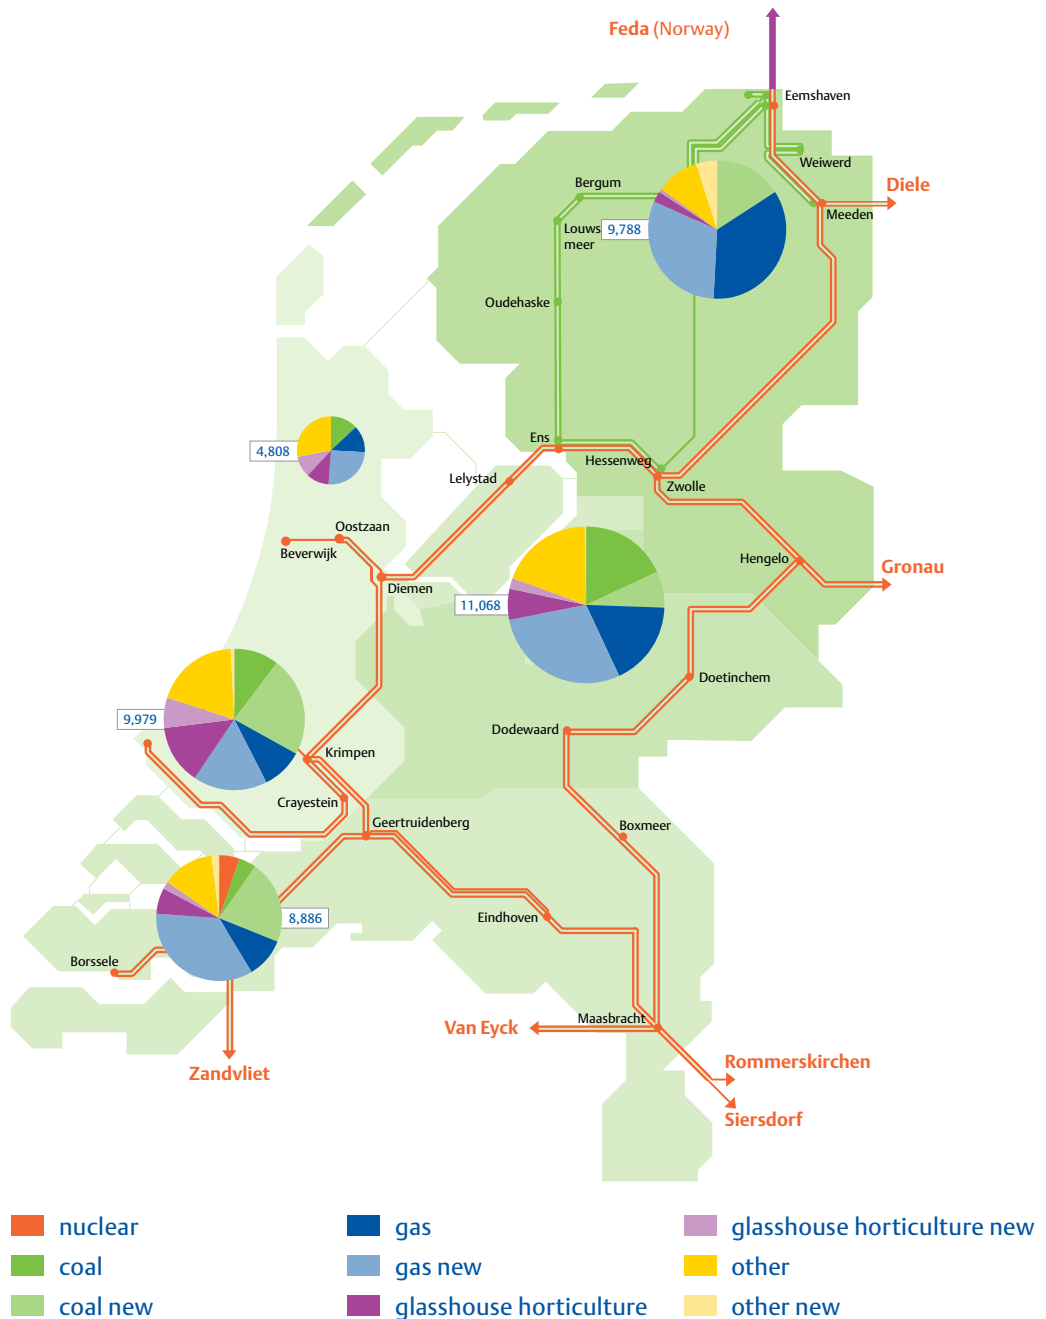 Feda (Norway)
Eemshaven
Weiwerd
Diele
Bergum
Meeden
Louws
meer
9,788
Oudehaske
Ens
4,808
Hessenweg
Lelystad
Zwolle
Oostzaan
Beverwijk
Hengelo
Gronau
Diemen
11,068
Doetinchem
9,979
Dodewaard
Krimpen
Crayestein
Geertruidenberg
Boxmeer
8,886
Eindhoven
Borssele
Maasbracht
Van Eyck
Rommerskirchen
Zandvliet
Siersdorf
nuclear
coal
coal new
gas
gas new
glasshouse horticulture
glasshouse horticulture new
other
other new